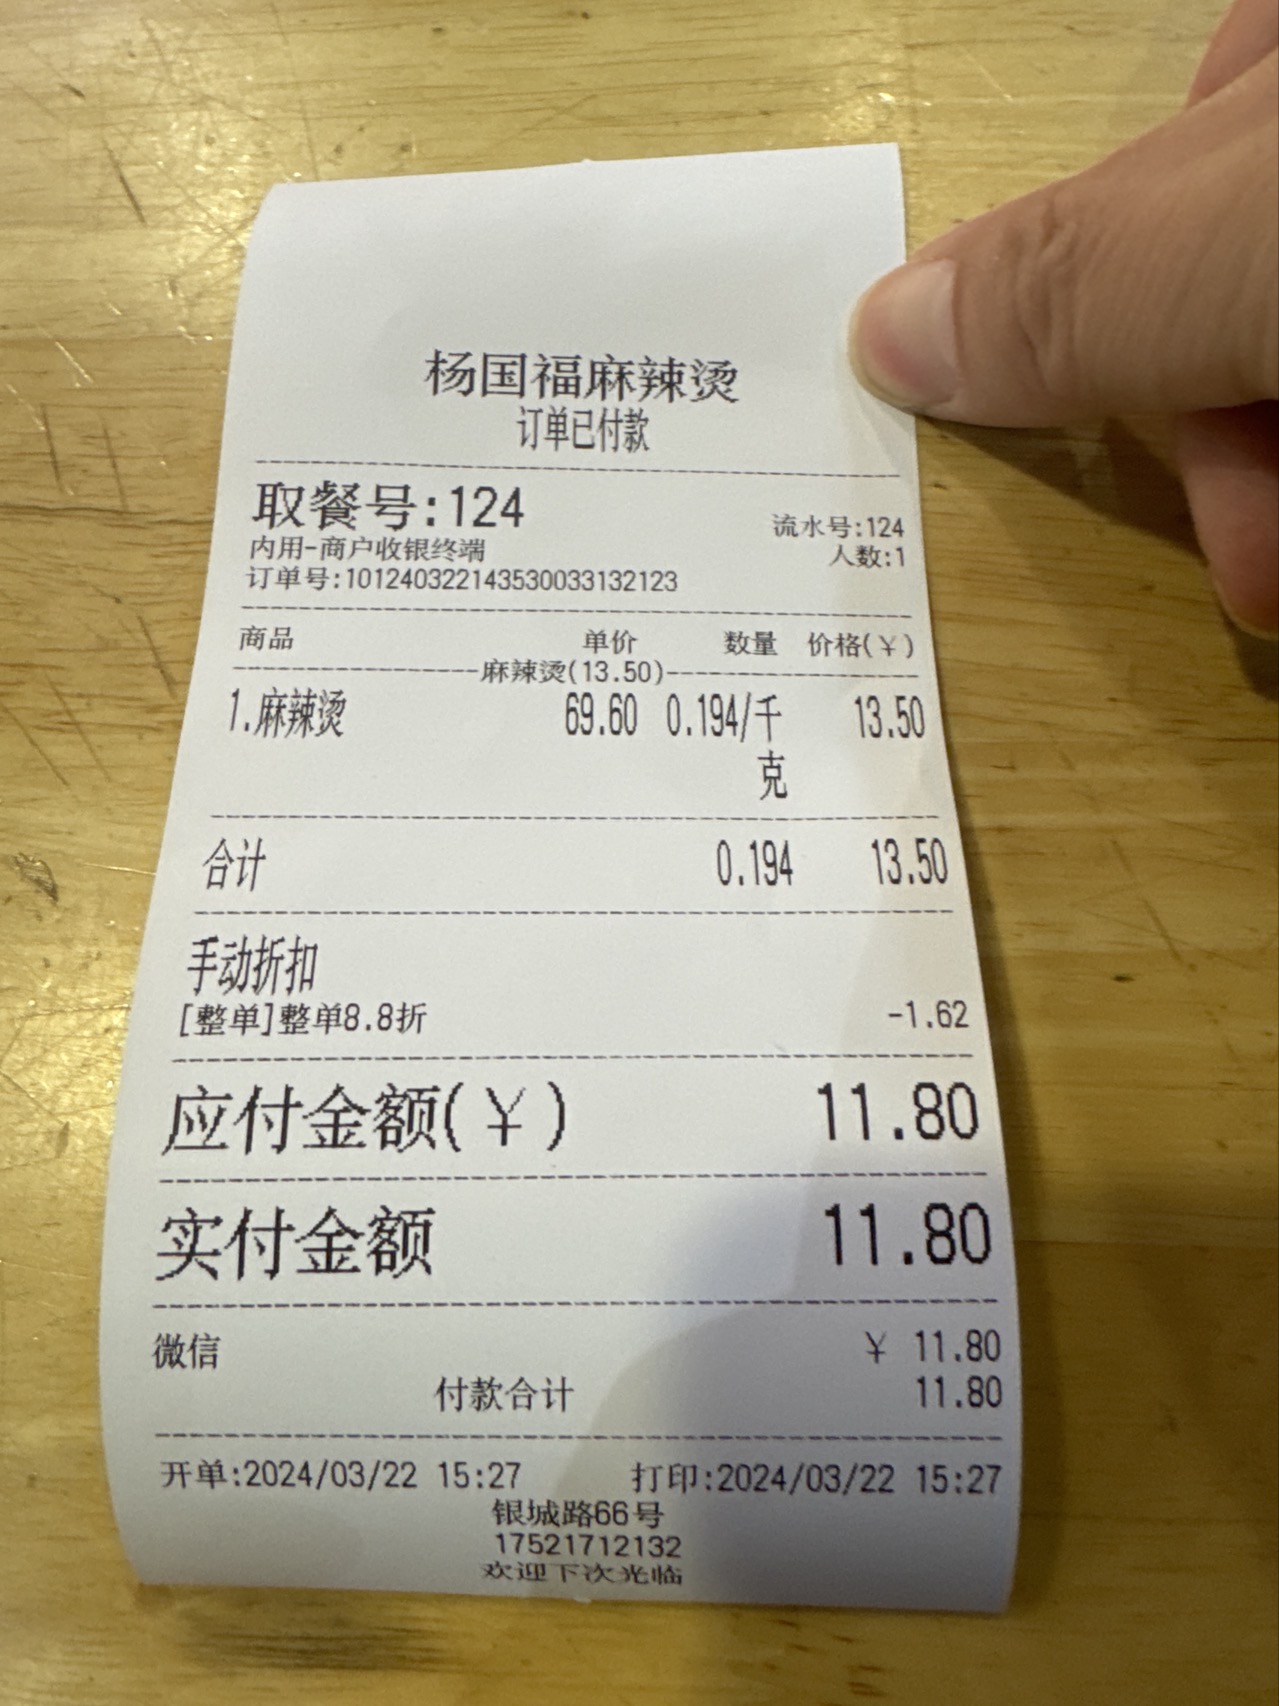 杨国福麻辣烫
订单已付款
取餐号:124
流水号:124
内用-商户收银终端
人数:1
订单号:101240322143530033132123
商品 单价 数量 价格(¥)
麻辣烫(13.50)
1.麻辣烫 69.60 0.194/千 13.50
克
合计 0.194 13.50
手动折扣
[整单]整单8.8折 -1.62
应付金额(¥) 11.80
实付金额 11.80
微信 ¥ 11.80
付款合计 11.80
开单:2024/03/22 15:27 打印:2024/03/22 15:27
银城路66号
17521712132
欢迎下次光临